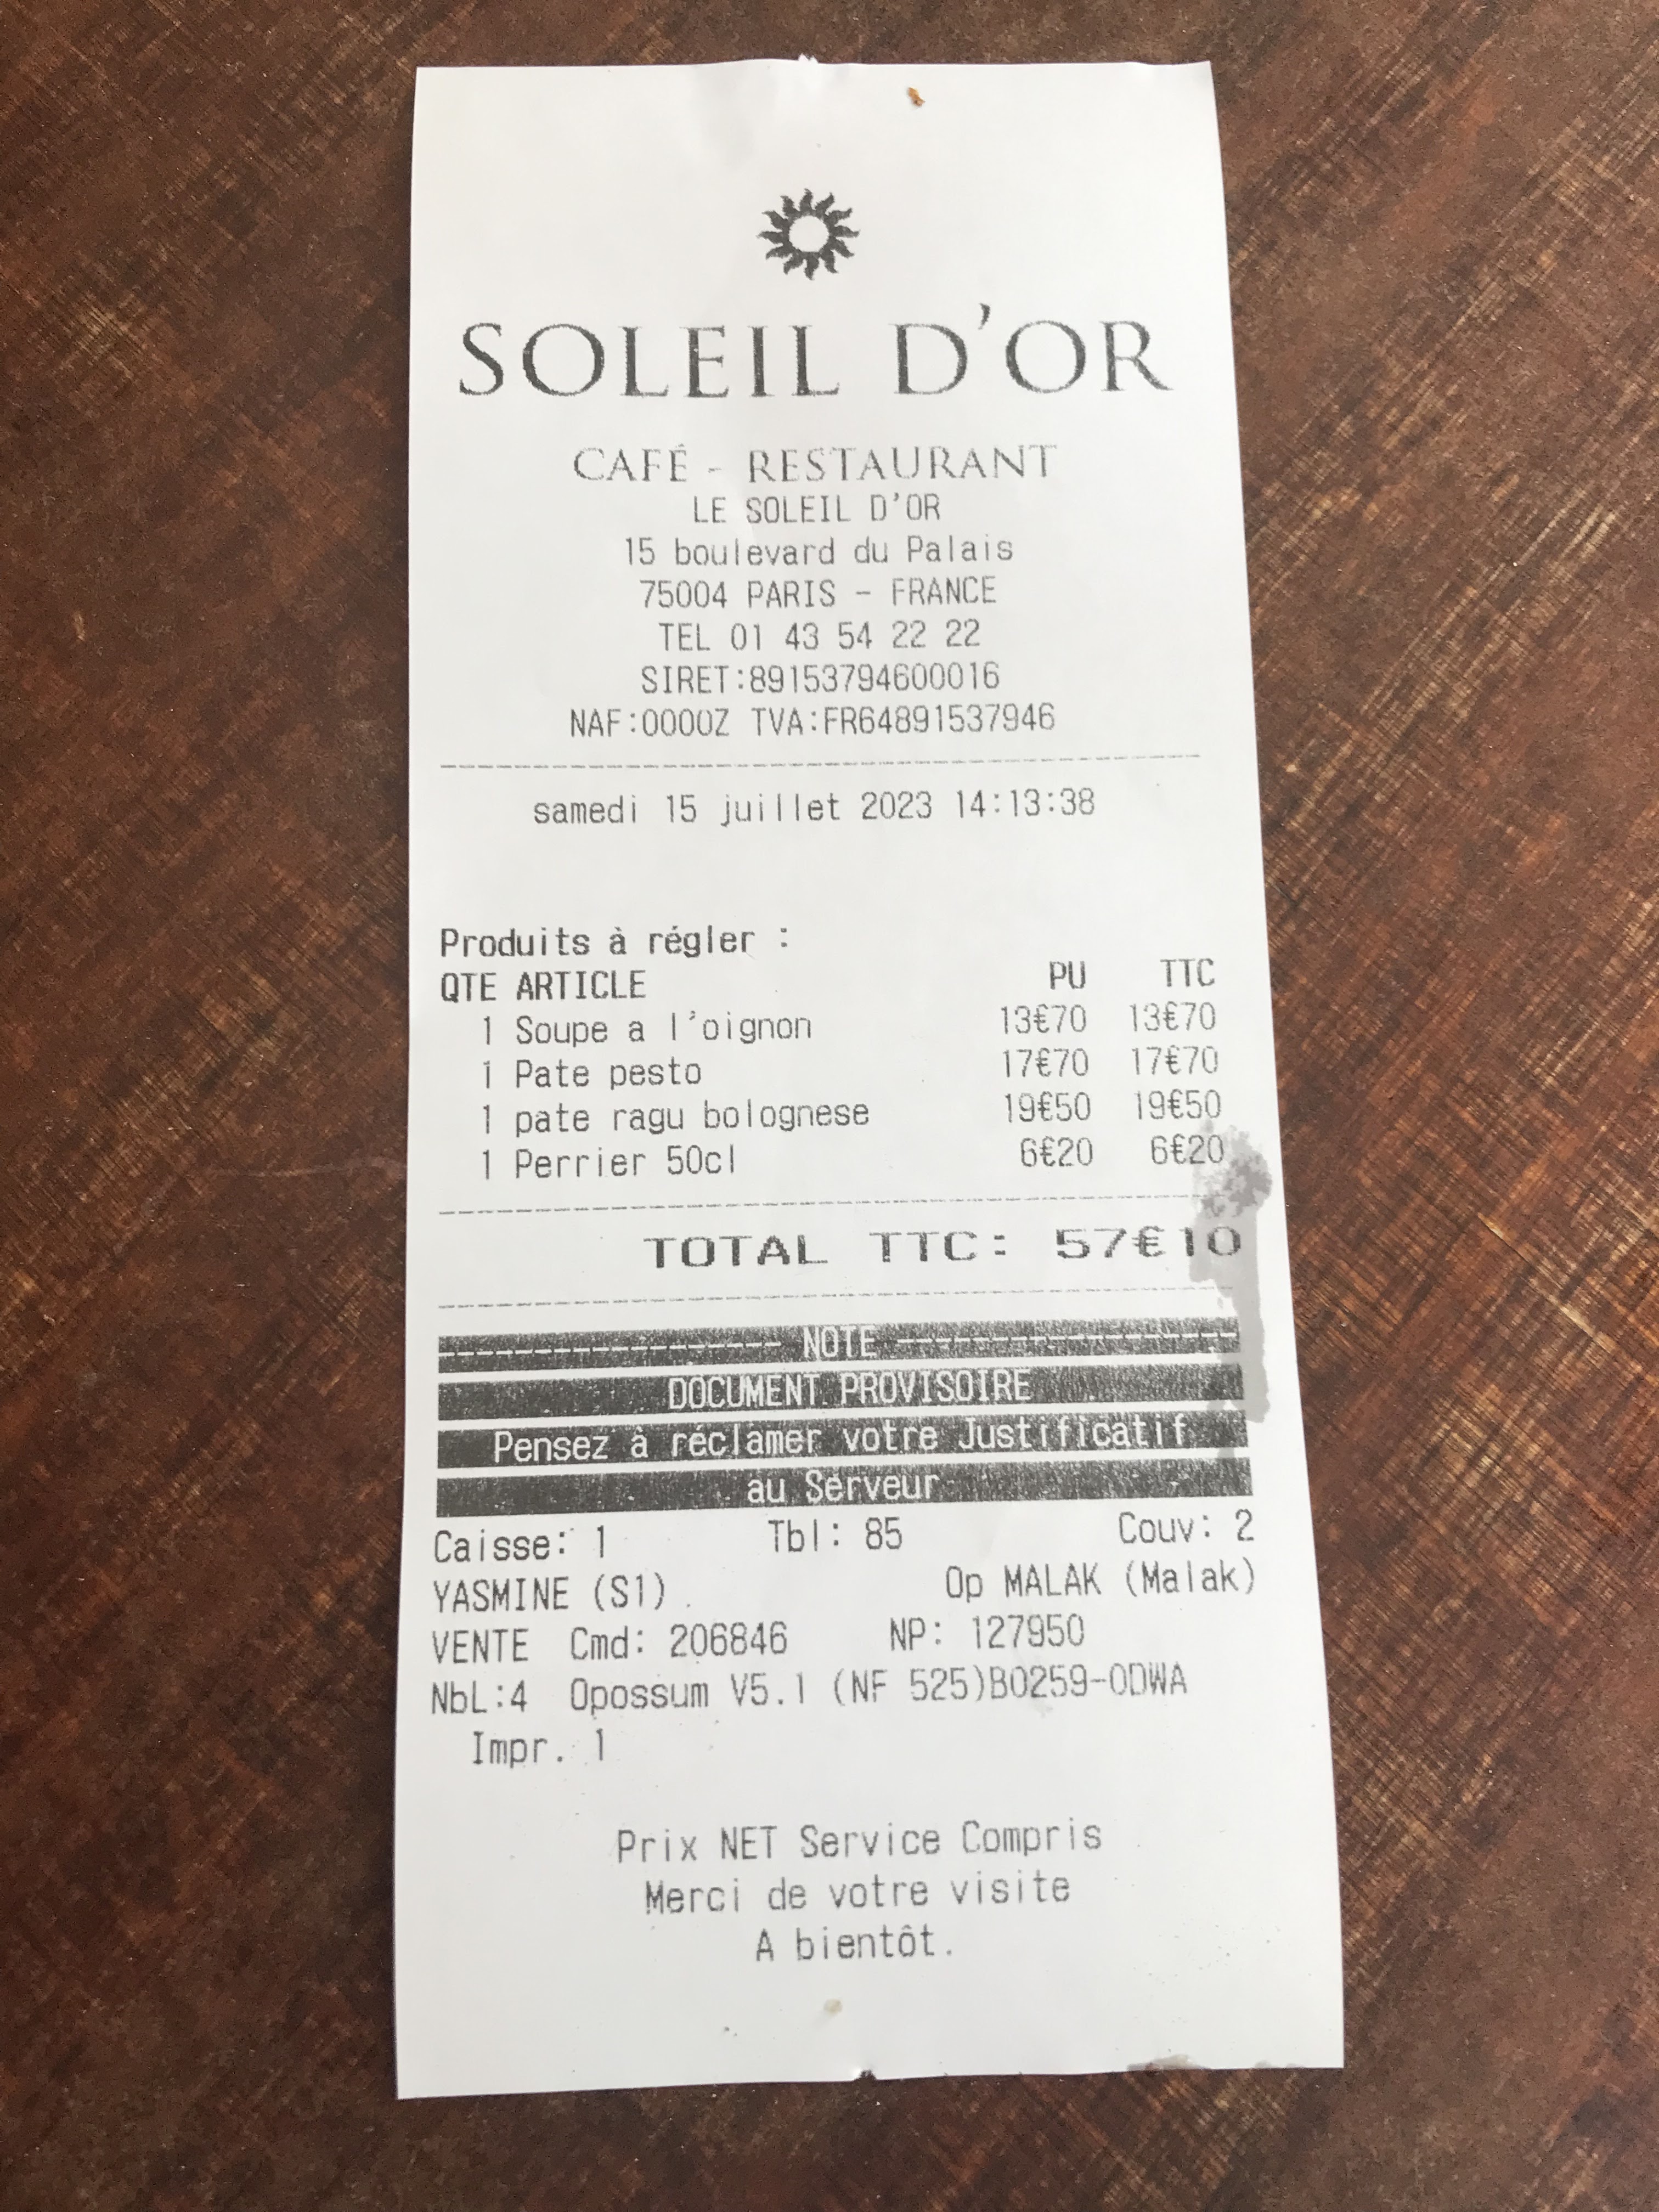 SOLEIL D'OR
CAFÉ - RESTAURANT
LE SOLEIL D'OR
15 boulevard du Palais
75004 PARIS - FRANCE
TEL 01 43 54 22 22
SIRET:89153794600016
NAF:0000Z TVA:FR64891537946
samedi 15 juillet 2023 14:13:38
Produits à régler :
QTE ARTICLE PU TTC
1 Soupe a l'oignon 13€70 13€70
1 Pate pesto 17€70 17€70
1 pate ragu bolognese 19€50 19€50
1 Perrier 50cl 6€20 6€20
TOTAL TTC: 57€10
NOTE
DOCUMENT PROVISOIRE
Pensez à réclamer votre Justificatif
au Serveur
Caisse: 1 Tbl: 85 Couv: 2
YASMINE (S1) Op MALAK (Malak)
VENTE Cmd: 206846 NP: 127950
NbL:4 Opossum V5.1 (NF 525)B0259-ODWA
Impr. 1
Prix NET Service Compris
Merci de votre visite
A bientôt.